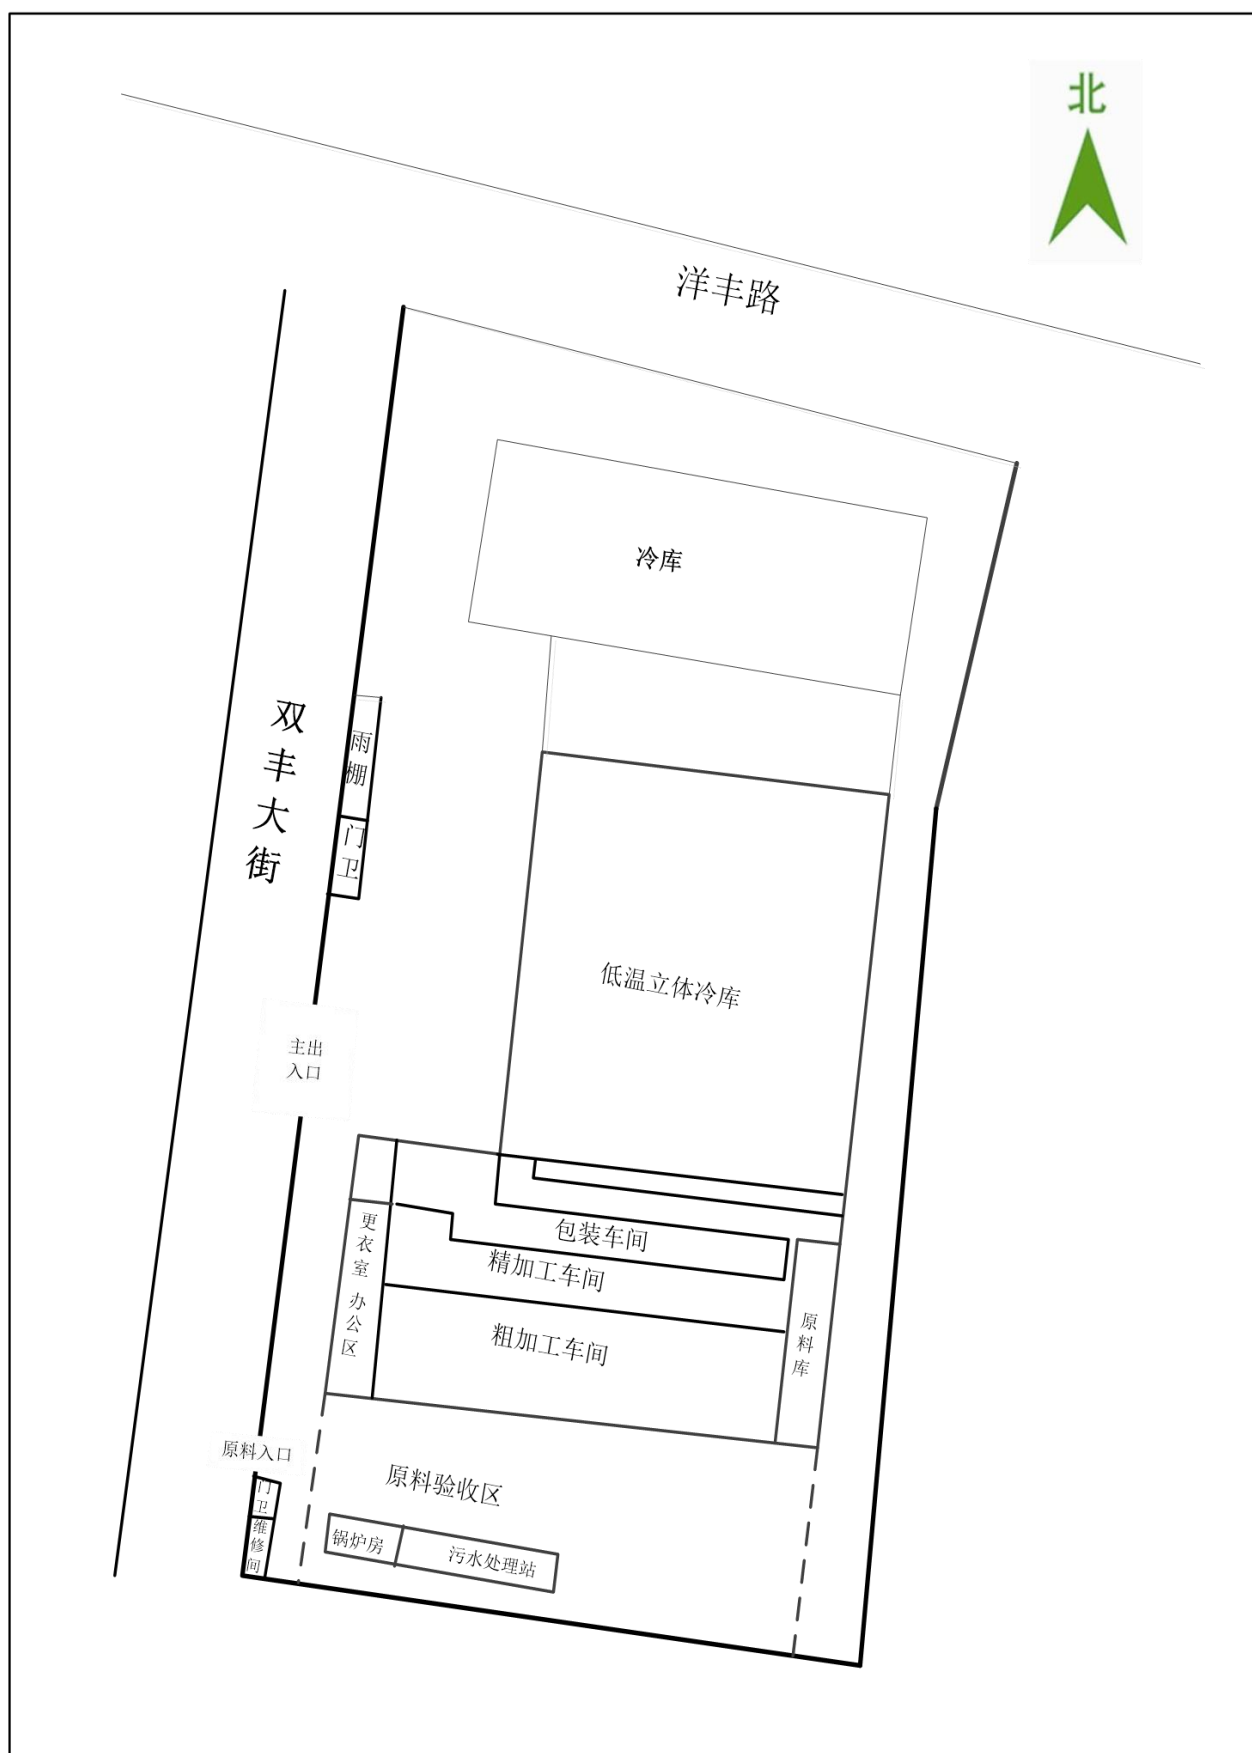 北
洋丰路
冷库
双丰大街
雨棚
门卫
低温立体冷库
主出
入口
包装车间
更衣室 办公区
精加工车间
粗加工车间
原料库
原料入口
门卫
维修间
原料验收区
锅炉房
污水处理站